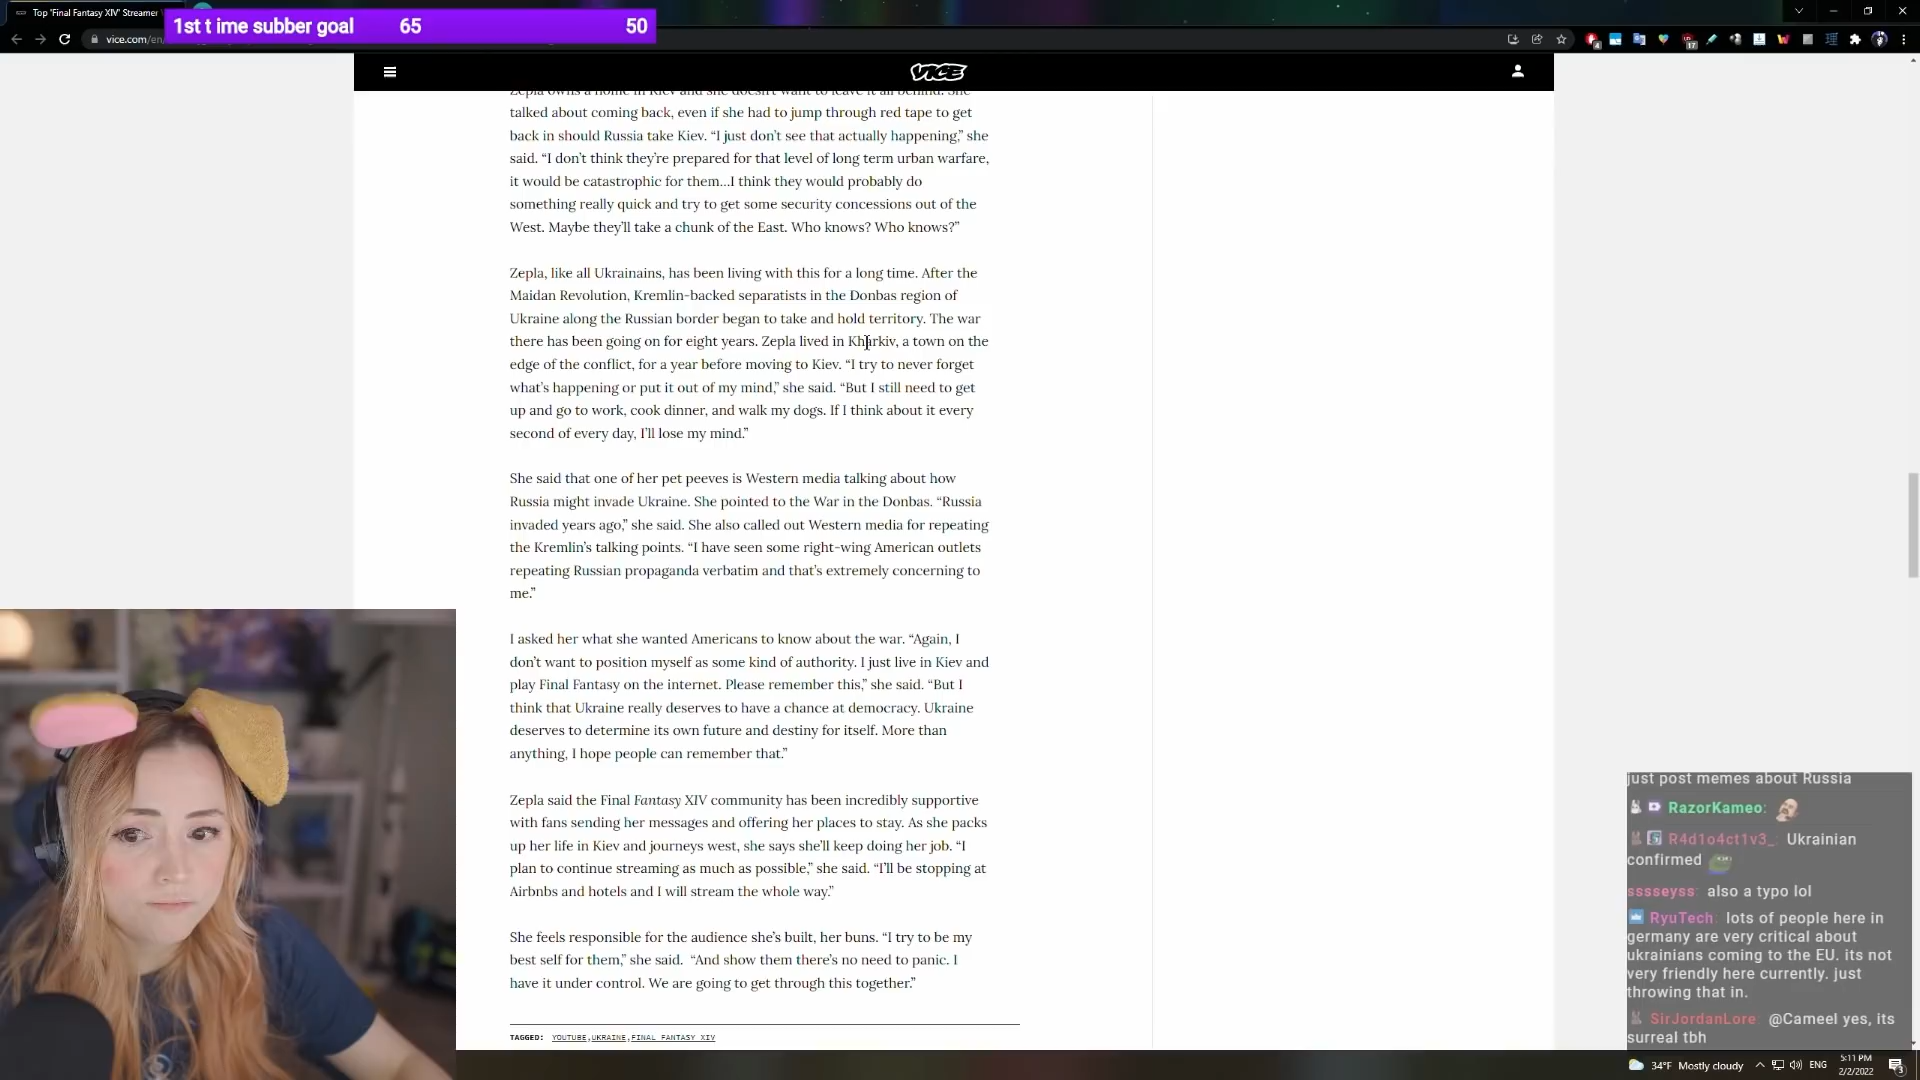 Top 'Final Fantasy XIV' Streamer
1st t ime subber goal 65 50
vice.com/en
VICE
Zepla owns a home in Kiev and she doesn't want to leave it all behind. She
talked about coming back, even if she had to jump through red tape to get
back in should Russia take Kiev. “I just don’t see that actually happening,” she
said. “I don’t think they’re prepared for that level of long term urban warfare,
it would be catastrophic for them…I think they would probably do
something really quick and try to get some security concessions out of the
West. Maybe they’ll take a chunk of the East. Who knows? Who knows?”
Zepla, like all Ukrainains, has been living with this for a long time. After the
Maidan Revolution, Kremlin-backed separatists in the Donbas region of
Ukraine along the Russian border began to take and hold territory. The war
there has been going on for eight years. Zepla lived in Kharkiv, a town on the
edge of the conflict, for a year before moving to Kiev. “I try to never forget
what’s happening or put it out of my mind,” she said. “But I still need to get
up and go to work, cook dinner, and walk my dogs. If I think about it every
second of every day, I’ll lose my mind.”
She said that one of her pet peeves is Western media talking about how
Russia might invade Ukraine. She pointed to the War in the Donbas. “Russia
invaded years ago,” she said. She also called out Western media for repeating
the Kremlin’s talking points. “I have seen some right-wing American outlets
repeating Russian propaganda verbatim and that’s extremely concerning to
me.”
I asked her what she wanted Americans to know about the war. “Again, I
don’t want to position myself as some kind of authority. I just live in Kiev and
play Final Fantasy on the internet. Please remember this,” she said. “But I
think that Ukraine really deserves to have a chance at democracy. Ukraine
deserves to determine its own future and destiny for itself. More than
anything, I hope people can remember that.”
Zepla said the Final Fantasy XIV community has been incredibly supportive
with fans sending her messages and offering her places to stay. As she packs
up her life in Kiev and journeys west, she says she’ll keep doing her job. “I
plan to continue streaming as much as possible,” she said. “I’ll be stopping at
Airbnbs and hotels and I will stream the whole way.”
She feels responsible for the audience she’s built, her buns. “I try to be my
best self for them,” she said. “And show them there’s no need to panic. I
have it under control. We are going to get through this together.”
TAGGED: YOUTUBE, UKRAINE, FINAL FANTASY XIV
just post memes about Russia
RazorKameo:
R4d1o4ct1v3_: Ukrainian
confirmed
sssseyss: also a typo lol
RyuTech: lots of people here in
germany are very critical about
ukrainians coming to the EU. its not
very friendly here currently. just
throwing that in.
SirJordanLore: @Cameel yes, its
surreal tbh
34°F Mostly cloudy ENG 5:11 PM
2/2/2022